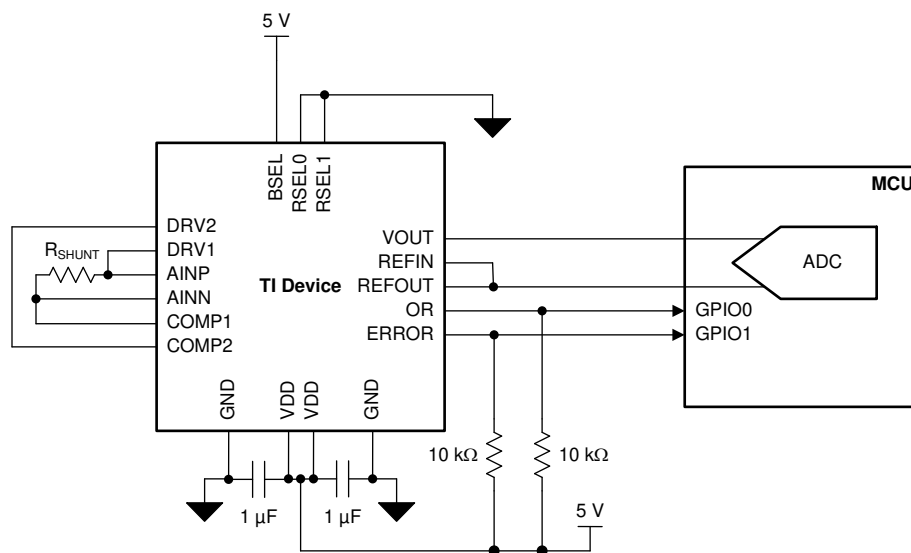 5 V
BSEL
RSEL0
RSEL1
MCU
DRV2
DRV1
AINP
AINN
COMP1
COMP2
R_SHUNT
TI Device
VOUT
REFIN
REFOUT
OR
ERROR
ADC
GPIO0
GPIO1
GND
VDD
VDD
GND
1 µF
1 µF
10 kΩ
10 kΩ
5 V